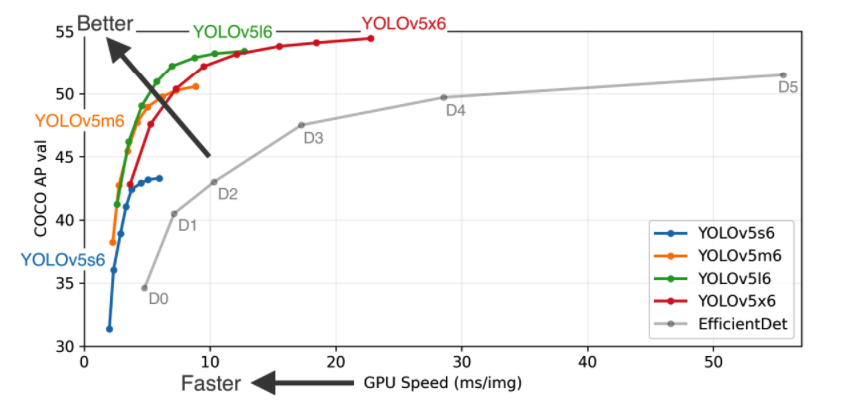 Better
YOLOv5l6
YOLOv5x6
55
50
D5
D4
YOLOv5m6
D3
45
COCO AP val
D2
40
D1
YOLOv5s6
35
D0
30
YOLOv5s6
YOLOv5m6
YOLOv5l6
YOLOv5x6
EfficientDet
0 10 20 30 40 50
Faster
GPU Speed (ms/img)